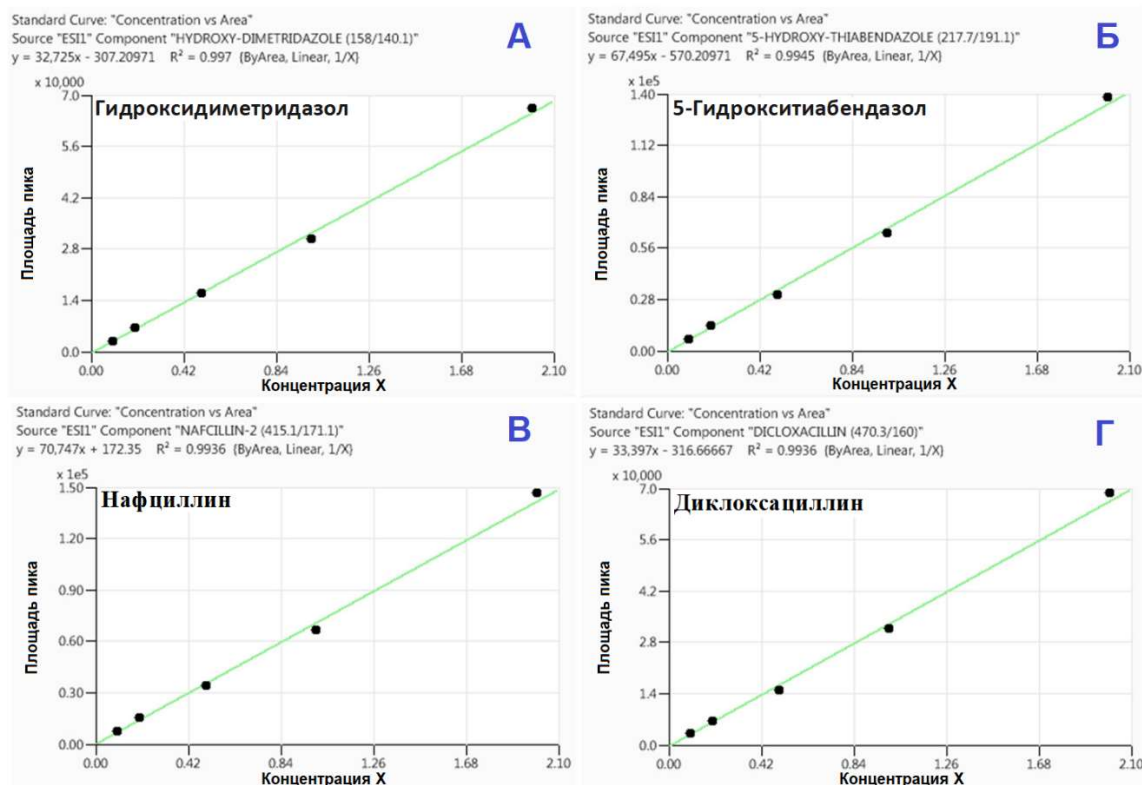 Standard Curve: "Concentration vs Area"
Source "ESI1" Component "HYDROXY-DIMETRIDAZOLE (158/140.1)"
y = 32,725x - 307.20971 R² = 0.997 {ByArea, Linear, 1/X}
А
x 10,000
7.0
5.6
4.2
2.8
1.4
0.0
Гидроксидиметридазол
Площадь пика
0.00 0.42 0.84 1.26 1.68 2.10
Концентрация X
Standard Curve: "Concentration vs Area"
Source "ESI1" Component "5-HYDROXY-THIABENDAZOLE (217.7/191.1)"
y = 67,495x - 570.20971 R² = 0.9945 {ByArea, Linear, 1/X}
Б
x 1e5
1.40
1.12
0.84
0.56
0.28
0.00
5-Гидрокситиабендазол
Площадь пика
0.00 0.42 0.84 1.26 1.68 2.10
Концентрация X
Standard Curve: "Concentration vs Area"
Source "ESI1" Component "NAFCILLIN-2 (415.1/171.1)"
y = 70,747x + 172.35 R² = 0.9936 {ByArea, Linear, 1/X}
В
x 1e5
1.50
1.20
0.90
0.60
0.30
0.00
Нафциллин
Площадь пика
0.00 0.42 0.84 1.26 1.68 2.10
Концентрация X
Standard Curve: "Concentration vs Area"
Source "ESI1" Component "DICLOXACILLIN (470.3/160)"
y = 33,397x - 316.66667 R² = 0.9936 {ByArea, Linear, 1/X}
Г
x 10,000
7.0
5.6
4.2
2.8
1.4
0.0
Диклоксациллин
Площадь пика
0.00 0.42 0.84 1.26 1.68 2.10
Концентрация X